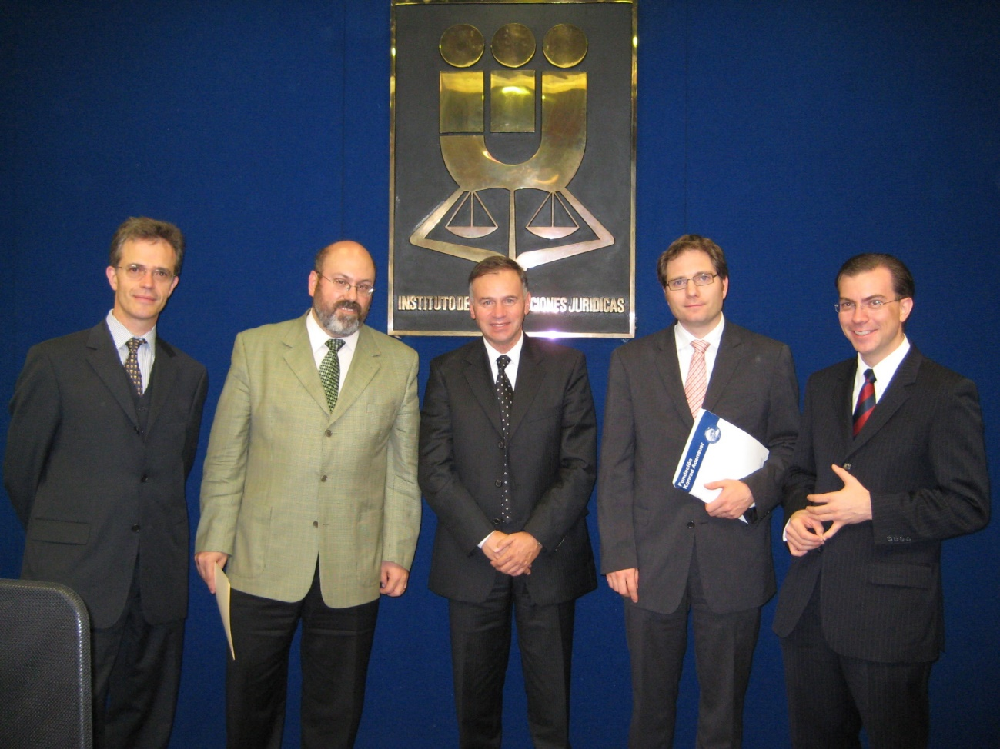 INSTITUTO DE CIONES JURIDICAS
Fundación
Konrad Adenauer